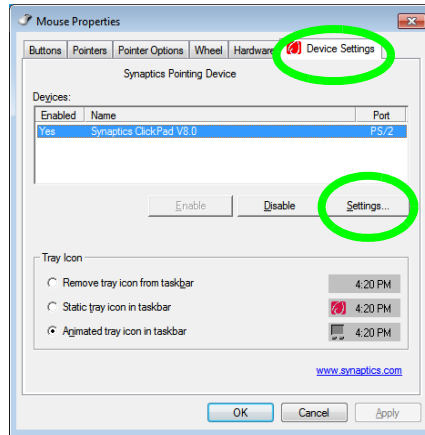 Mouse Properties
Buttons Pointers Pointer Options Wheel Hardware Device Settings
Synaptics Pointing Device
Devices:
Enabled Name Port
Yes Synaptics ClickPad V8.0 PS/2
Enable Disable Settings...
Tray Icon
Remove tray icon from taskbar 4:20 PM
Static tray icon in taskbar 4:20 PM
Animated tray icon in taskbar 4:20 PM
www.synaptics.com
OK Cancel Apply